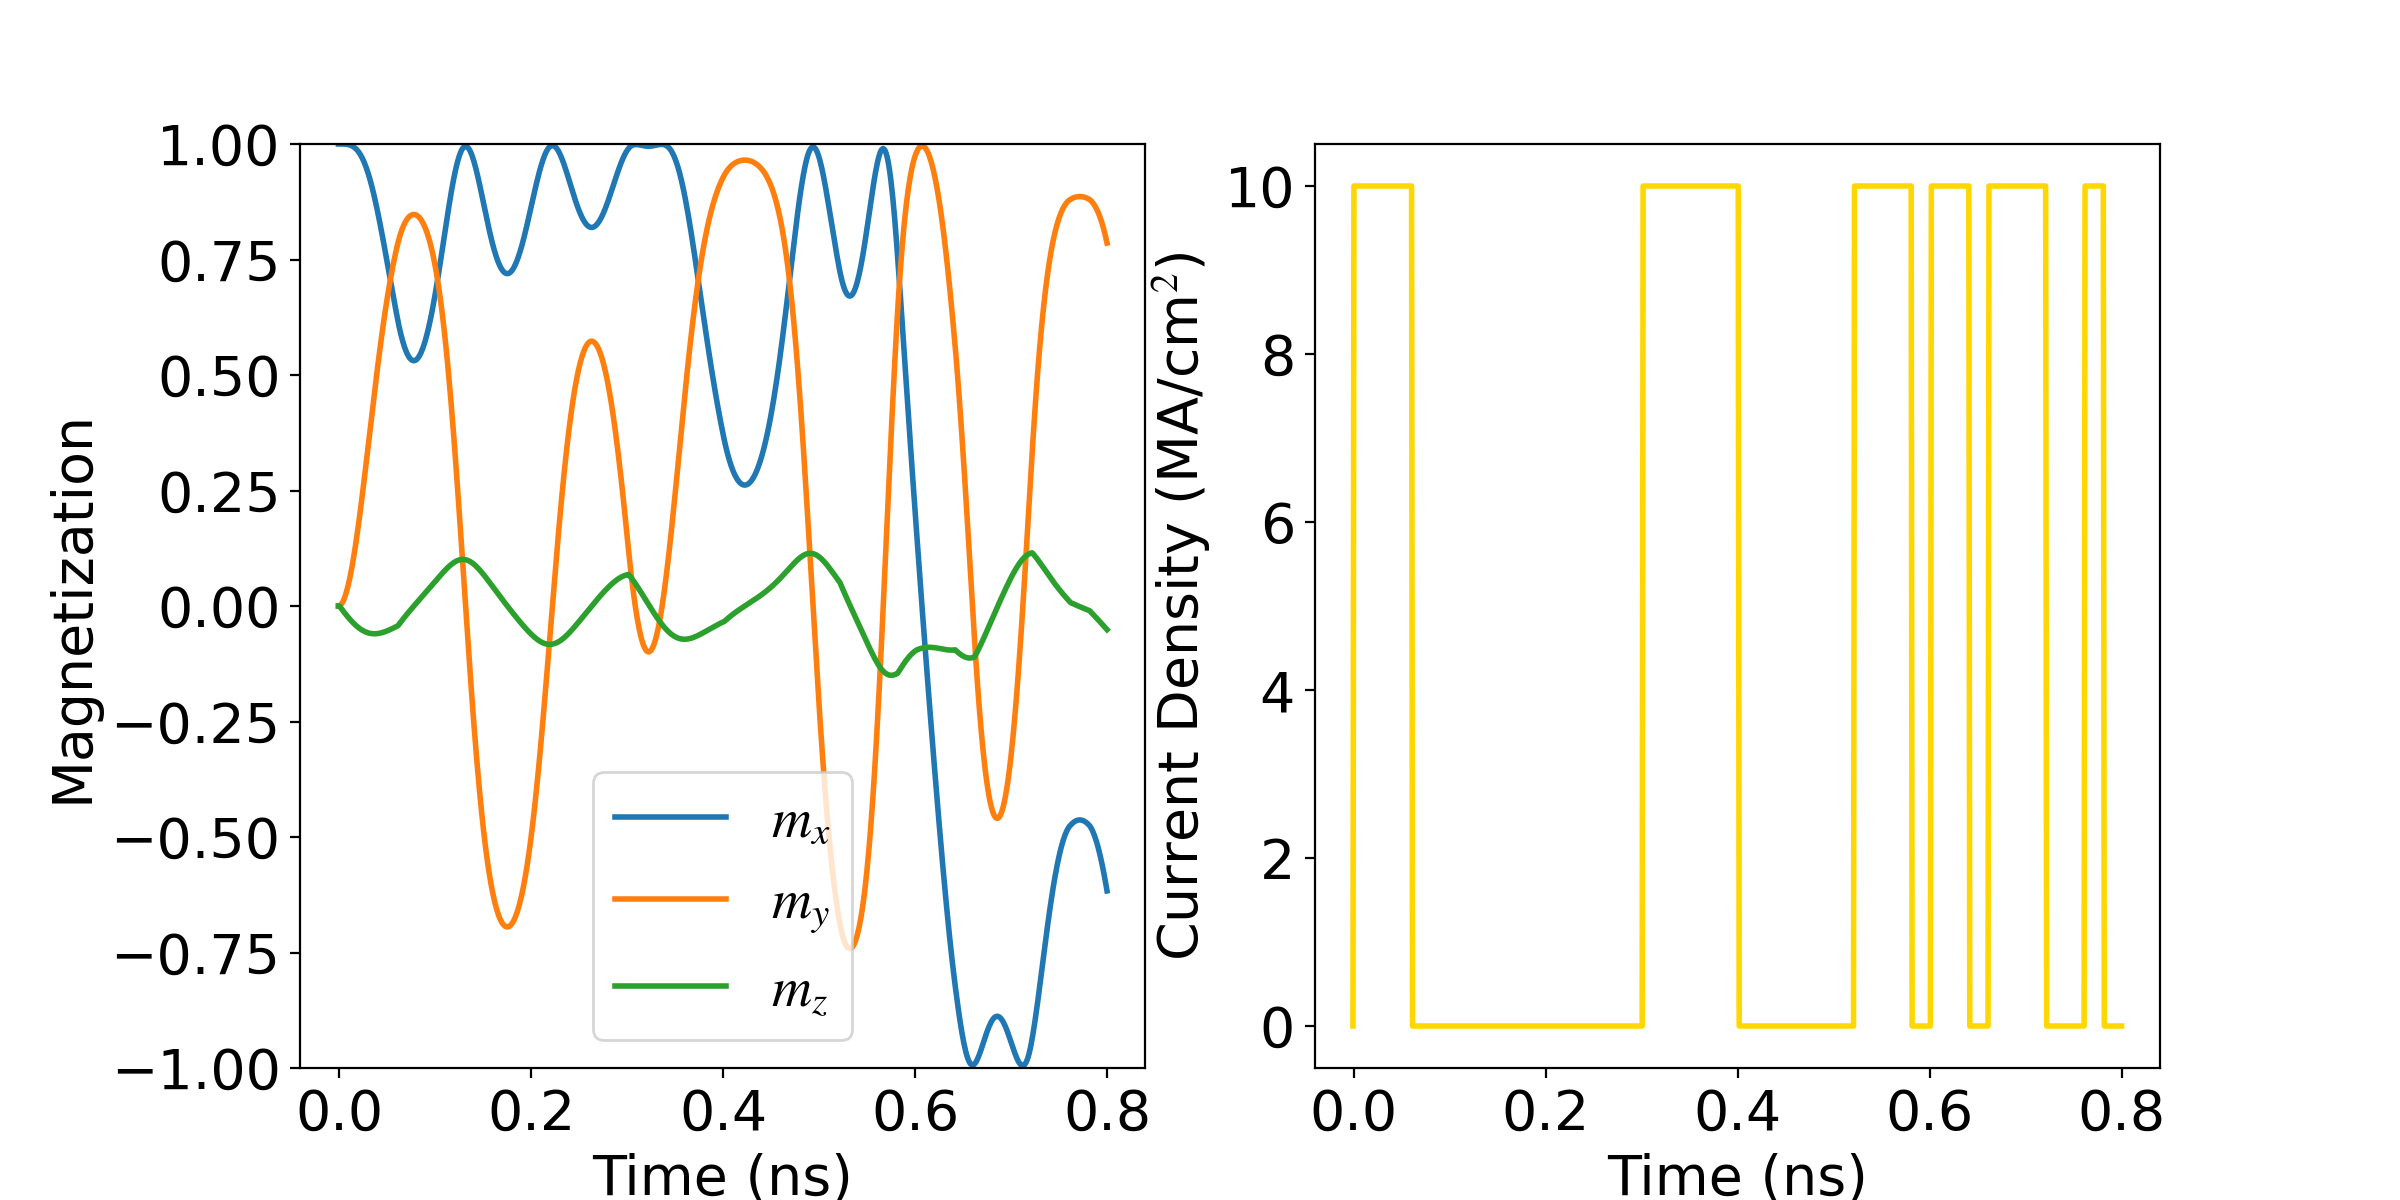 Magnetization
1.00
0.75
0.50
0.25
0.00
−0.25
−0.50
−0.75
−1.00
m_x
m_y
m_z
0.0 0.2 0.4 0.6 0.8
Time (ns)
Current Density (MA/cm²)
10
8
6
4
2
0
0.0 0.2 0.4 0.6 0.8
Time (ns)